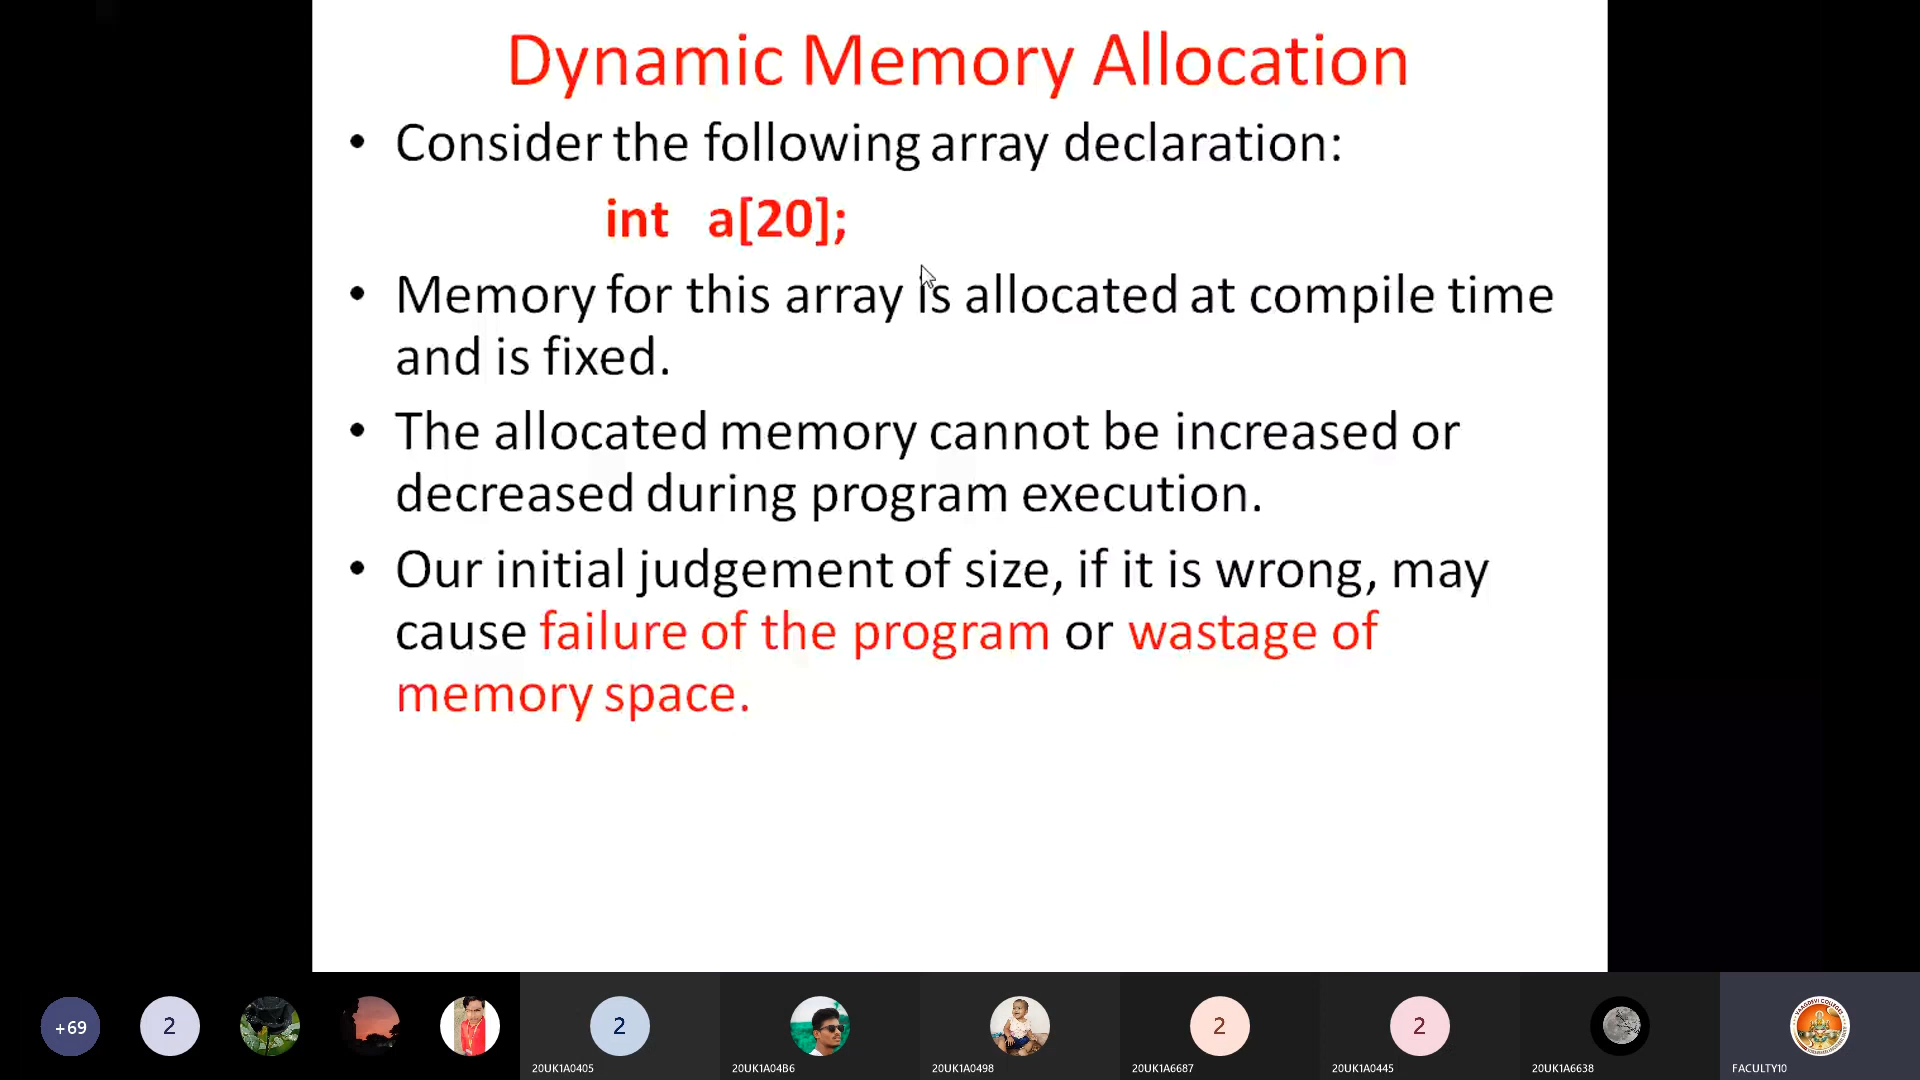 Dynamic Memory Allocation
• Consider the following array declaration:
int a[20];
• Memory for this array is allocated at compile time
and is fixed.
• The allocated memory cannot be increased or
decreased during program execution.
• Our initial judgement of size, if it is wrong, may
cause failure of the program or wastage of
memory space.
+69
2
2
2
2
20UK1A0405
20UK1A04B6
20UK1A0498
20UK1A6687
20UK1A0445
20UK1A6638
FACULTY10